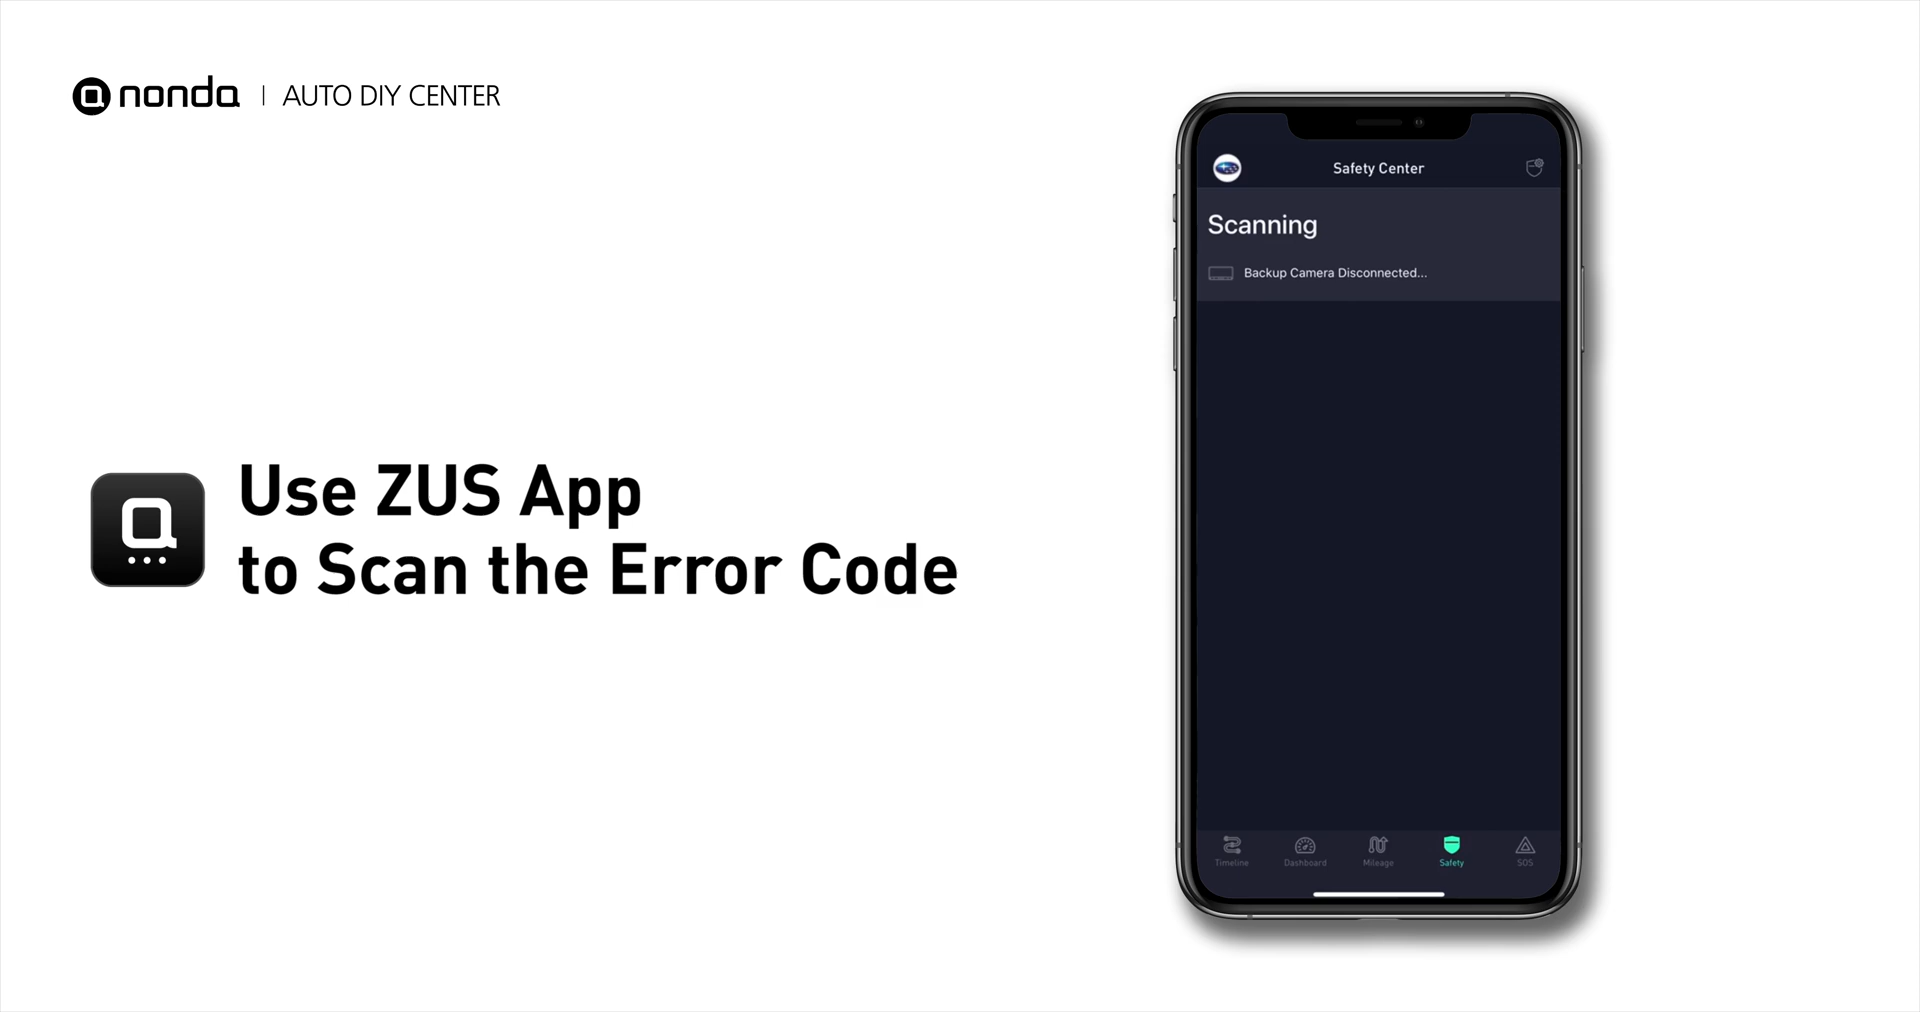 nonda | AUTO DIY CENTER
Use ZUS App
to Scan the Error Code
Safety Center
Scanning
Backup Camera Disconnected...
Timeline
Dashboard
Mileage
Safety
SOS